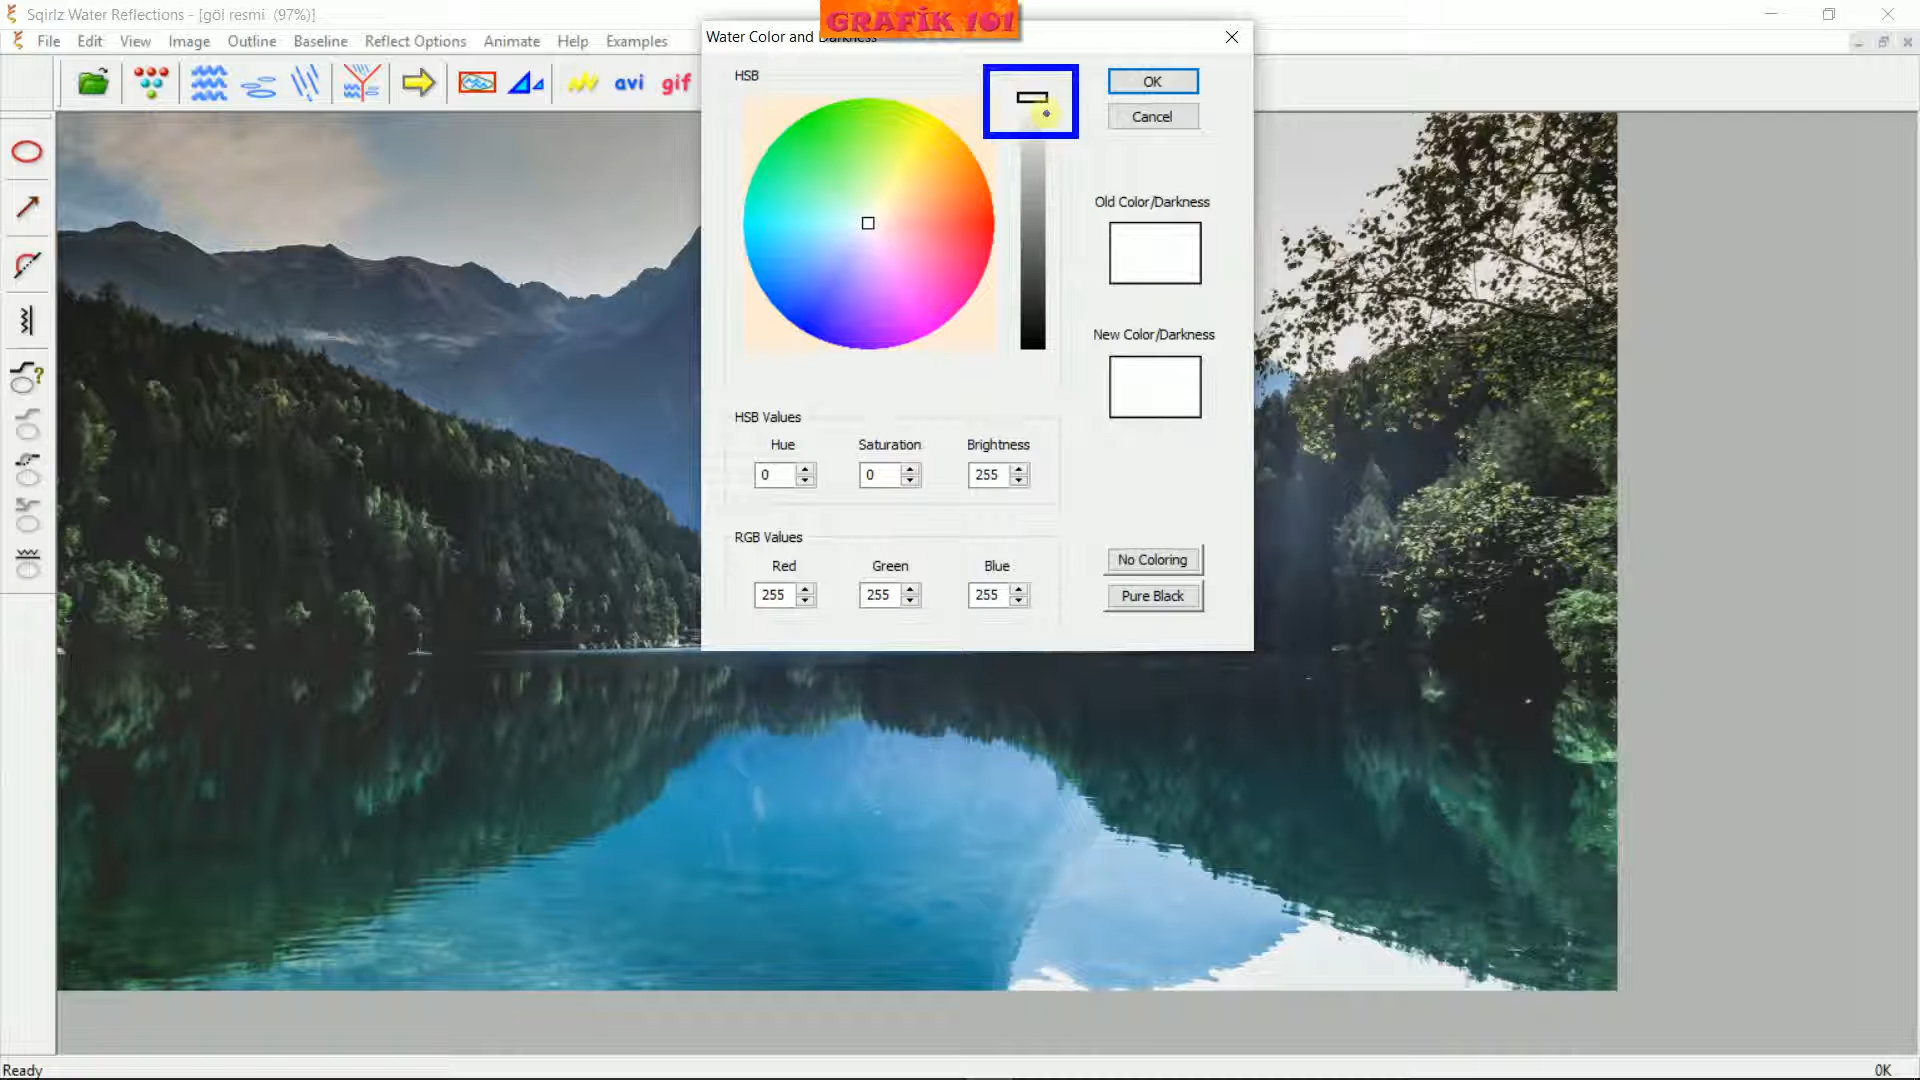 Sqirlz Water Reflections - [göl resmi (97%)]
GRAFİK 101
File Edit View Image Outline Baseline Reflect Options Animate Help Examples
avi gif
Water Color and Darkness
HSB
OK
Cancel
Old Color/Darkness
New Color/Darkness
HSB Values
Hue Saturation Brightness
0 0 255
RGB Values
Red Green Blue
255 255 255
No Coloring
Pure Black
?
Ready
0K